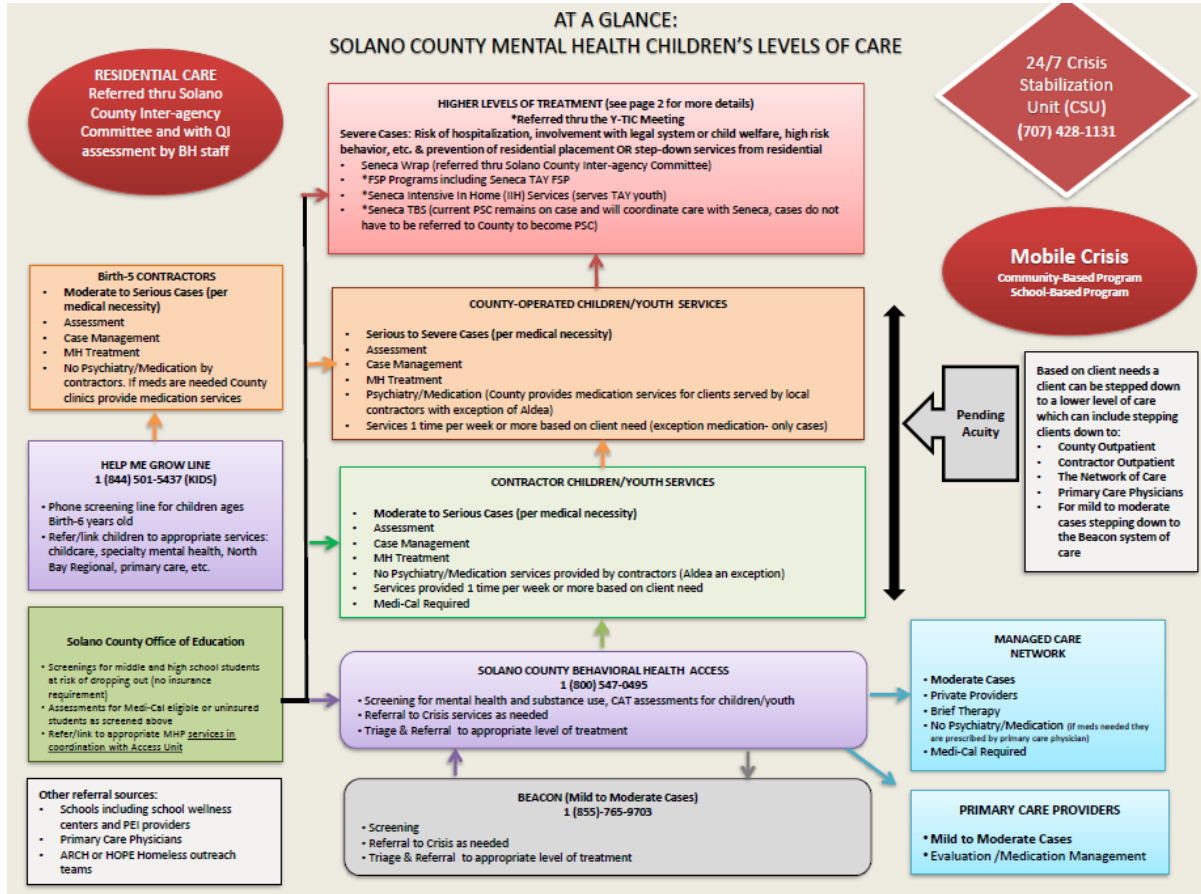 AT A GLANCE:
SOLANO COUNTY MENTAL HEALTH CHILDREN'S LEVELS OF CARE
RESIDENTIAL CARE
Referred thru Solano
County Inter-agency
Committee and with QI
assessment by BH staff
HIGHER LEVELS OF TREATMENT (see page 2 for more details)
*Referred thru the Y-TIC Meeting
Severe Cases: Risk of hospitalization, involvement with legal system or child welfare, high risk
behavior, etc. & prevention of residential placement OR step-down services from residential
• Seneca Wrap (referred thru Solano County Inter-agency Committee)
• *FSP Programs including Seneca TAY FSP
• *Seneca Intensive In Home (IIH) Services (serves TAY youth)
• *Seneca TBS (current PSC remains on case and will coordinate care with Seneca, cases do not
have to be referred to County to become PSC)
24/7 Crisis
Stabilization
Unit (CSU)
(707) 428-1131
Mobile Crisis
Community-Based Program
School-Based Program
Birth-5 CONTRACTORS
• Moderate to Serious Cases (per
medical necessity)
• Assessment
• Case Management
• MH Treatment
• No Psychiatry/Medication by
contractors. If meds are needed County
clinics provide medication services
COUNTY-OPERATED CHILDREN/YOUTH SERVICES
• Serious to Severe Cases (per medical necessity)
• Assessment
• Case Management
• MH Treatment
• Psychiatry/Medication (County provides medication services for clients served by local
contractors with exception of Aldea)
• Services 1 time per week or more based on client need (exception medication- only cases)
Pending
Acuity
Based on client needs a
client can be stepped down
to a lower level of care
which can include stepping
clients down to:
• County Outpatient
• Contractor Outpatient
• The Network of Care
• Primary Care Physicians
• For mild to moderate
cases stepping down to
the Beacon system of
care
HELP ME GROW LINE
1 (844) 501-5437 (KIDS)
• Phone screening line for children ages
Birth-6 years old
• Refer/link children to appropriate services:
childcare, specialty mental health, North
Bay Regional, primary care, etc.
CONTRACTOR CHILDREN/YOUTH SERVICES
• Moderate to Serious Cases (per medical necessity)
• Assessment
• Case Management
• MH Treatment
• No Psychiatry/Medication services provided by contractors (Aldea an exception)
• Services provided 1 time per week or more based on client need
• Medi-Cal Required
Solano County Office of Education
• Screenings for middle and high school students
at risk of dropping out (no insurance
requirement)
• Assessments for Medi-Cal eligible or uninsured
students as screened above
• Refer/link to appropriate MHP services in
coordination with Access Unit
SOLANO COUNTY BEHAVIORAL HEALTH ACCESS
1 (800) 547-0495
• Screening for mental health and substance use, CAT assessments for children/youth
• Referral to Crisis services as needed
• Triage & Referral to appropriate level of treatment
MANAGED CARE
NETWORK
• Moderate Cases
• Private Providers
• Brief Therapy
• No Psychiatry/Medication (if meds needed they
are prescribed by primary care physician)
• Medi-Cal Required
Other referral sources:
• Schools including school wellness
centers and PEI providers
• Primary Care Physicians
• ARCH or HOPE Homeless outreach
teams
BEACON (Mild to Moderate Cases)
1 (855)-765-9703
• Screening
• Referral to Crisis as needed
• Triage & Referral to appropriate level of treatment
PRIMARY CARE PROVIDERS
• Mild to Moderate Cases
• Evaluation /Medication Management